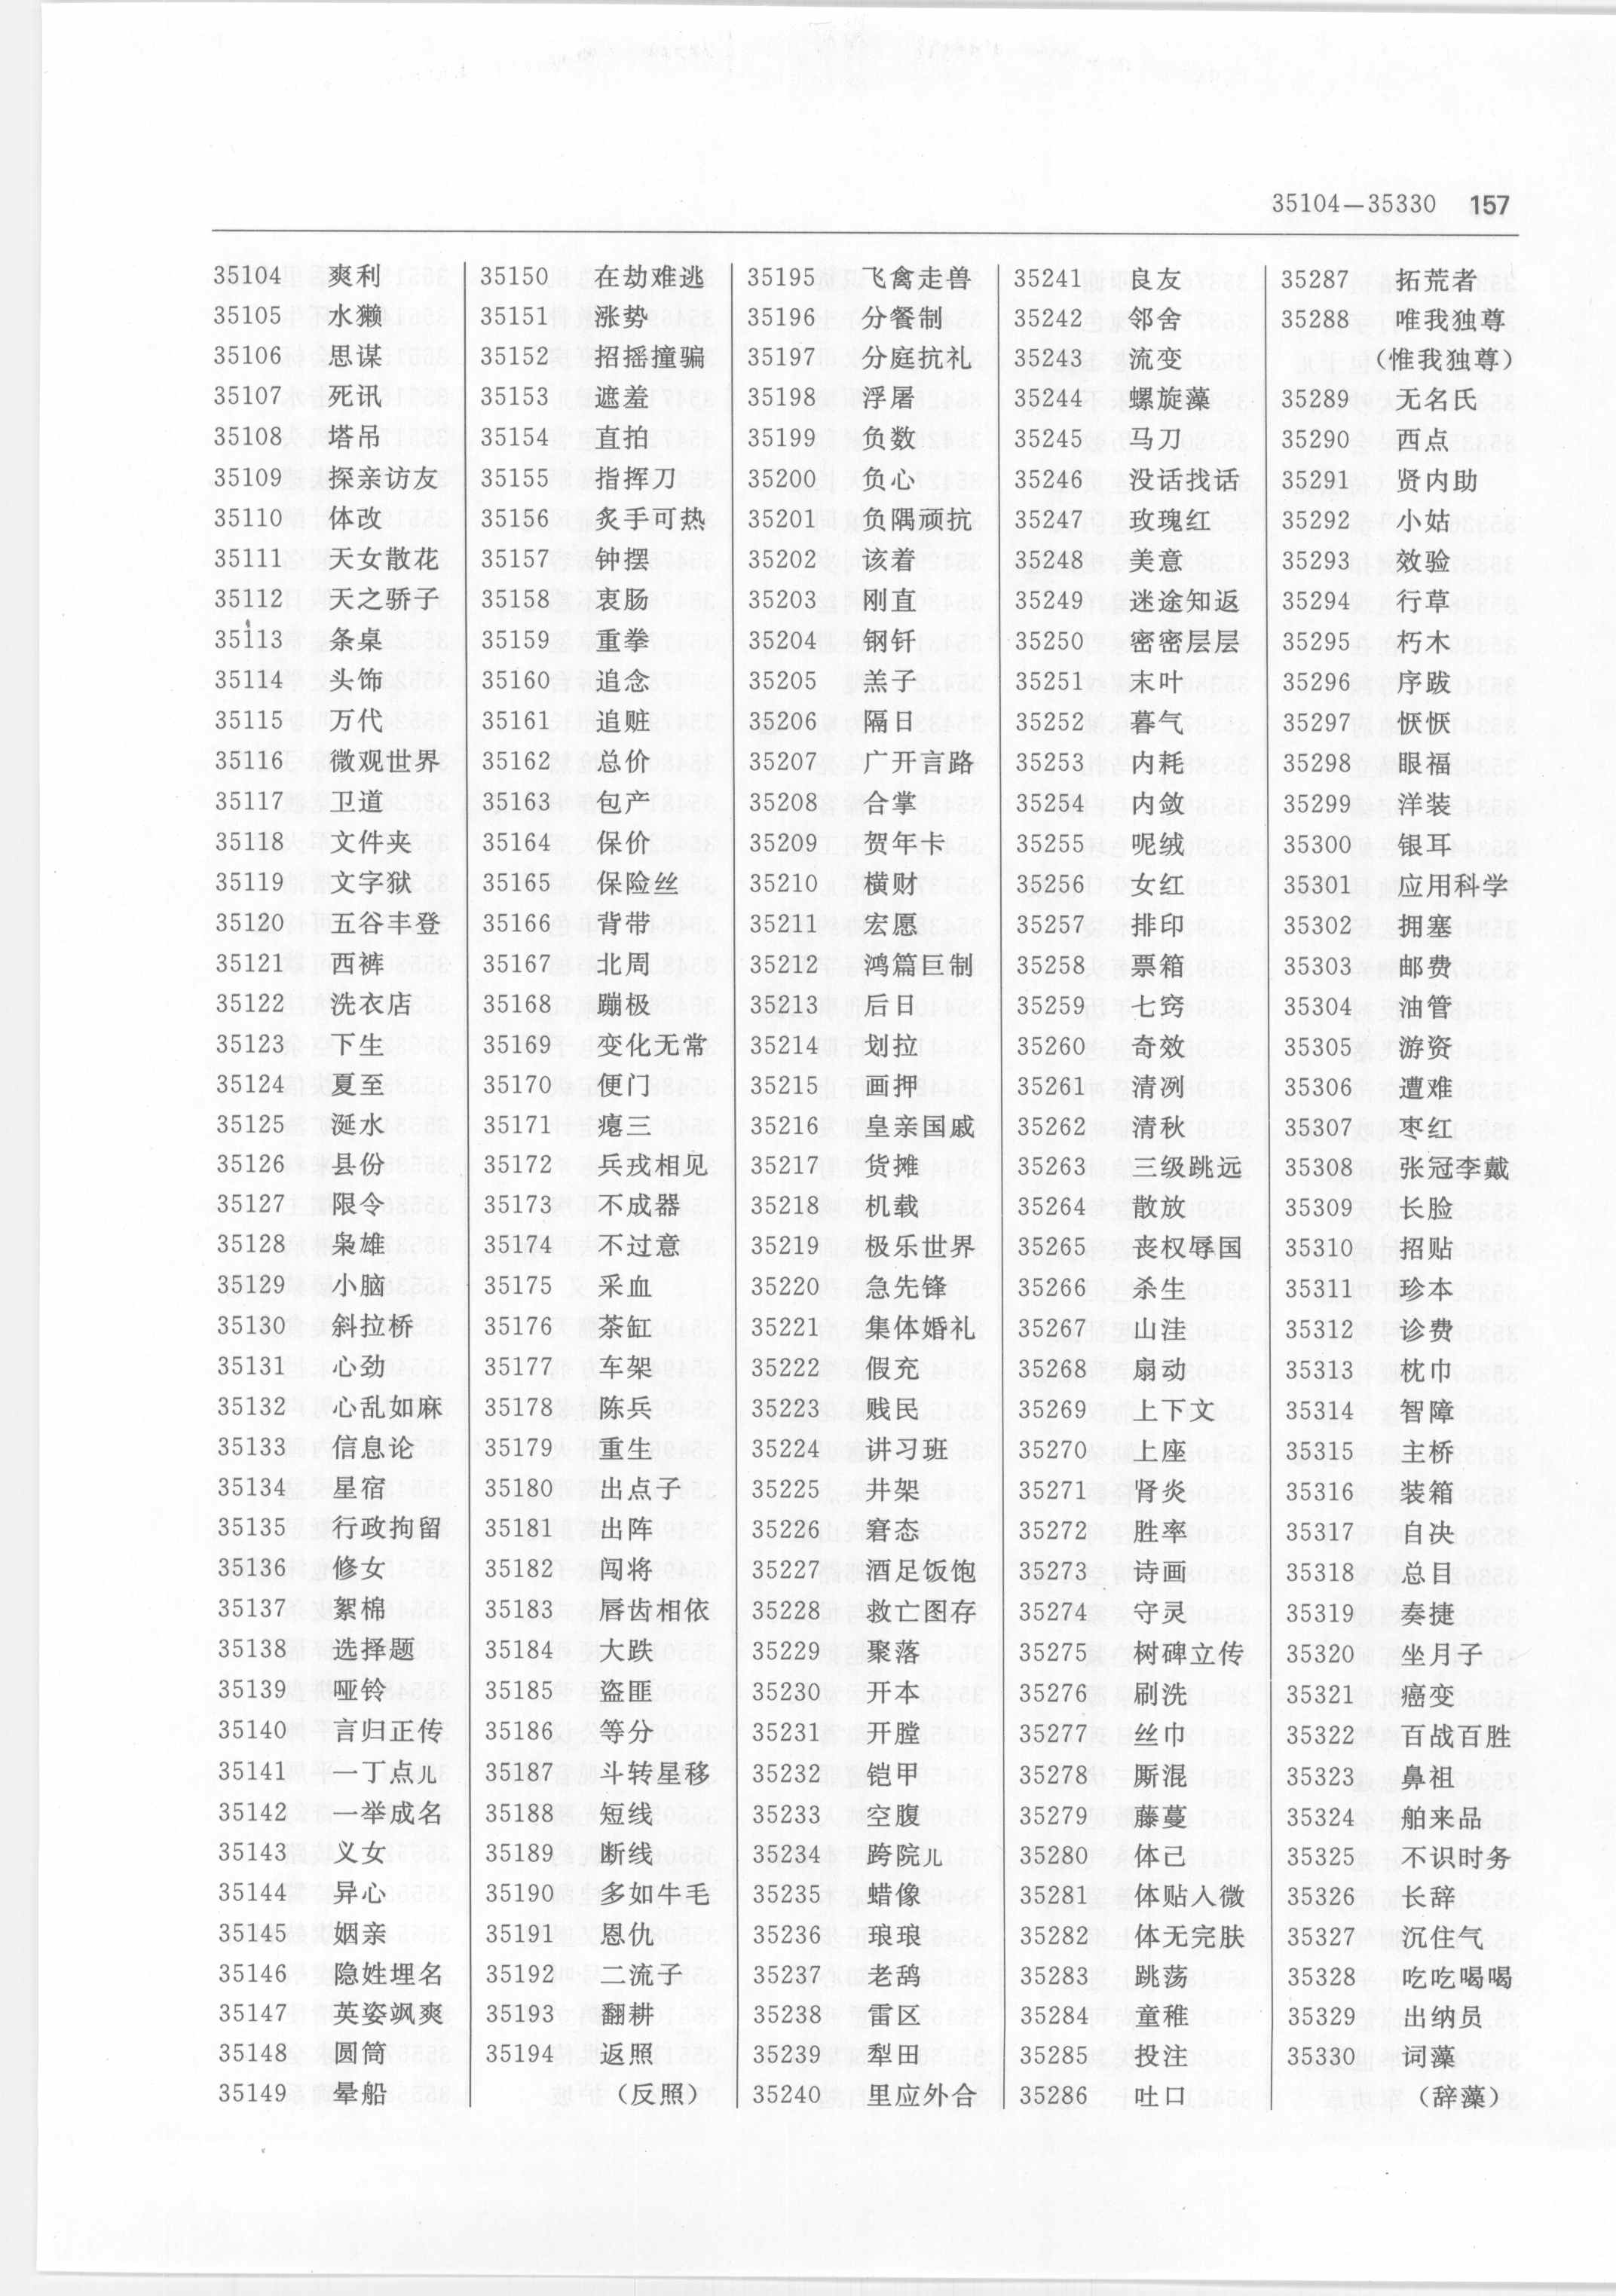 35104—35330 157
35104 爽利
35105 水獭
35106 思谋
35107 死讯
35108 塔吊
35109 探亲访友
35110 体改
35111 天女散花
35112 天之骄子
35113 条桌
35114 头饰
35115 万代
35116 微观世界
35117 卫道
35118 文件夹
35119 文字狱
35120 五谷丰登
35121 西裤
35122 洗衣店
35123 下生
35124 夏至
35125 涎水
35126 县份
35127 限令
35128 枭雄
35129 小脑
35130 斜拉桥
35131 心劲
35132 心乱如麻
35133 信息论
35134 星宿
35135 行政拘留
35136 修女
35137 絮棉
35138 选择题
35139 哑铃
35140 言归正传
35141 一丁点儿
35142 一举成名
35143 义女
35144 异心
35145 姻亲
35146 隐姓埋名
35147 英姿飒爽
35148 圆筒
35149 晕船
35150 在劫难逃
35151 涨势
35152 招摇撞骗
35153 遮羞
35154 直拍
35155 指挥刀
35156 炙手可热
35157 钟摆
35158 衷肠
35159 重拳
35160 追念
35161 追赃
35162 总价
35163 包产
35164 保价
35165 保险丝
35166 背带
35167 北周
35168 蹦极
35169 变化无常
35170 便门
35171 瘪三
35172 兵戎相见
35173 不成器
35174 不过意
35175 采血
35176 茶缸
35177 车架
35178 陈兵
35179 重生
35180 出点子
35181 出阵
35182 闯将
35183 唇齿相依
35184 大跌
35185 盗匪
35186 等分
35187 斗转星移
35188 短线
35189 断线
35190 多如牛毛
35191 恩仇
35192 二流子
35193 翻耕
35194 返照
（反照）
35195 飞禽走兽
35196 分餐制
35197 分庭抗礼
35198 浮屠
35199 负数
35200 负心
35201 负隅顽抗
35202 该着
35203 刚直
35204 钢钎
35205 羔子
35206 隔日
35207 广开言路
35208 合掌
35209 贺年卡
35210 横财
35211 宏愿
35212 鸿篇巨制
35213 后日
35214 划拉
35215 画押
35216 皇亲国戚
35217 货摊
35218 机载
35219 极乐世界
35220 急先锋
35221 集体婚礼
35222 假充
35223 贱民
35224 讲习班
35225 井架
35226 窘态
35227 酒足饭饱
35228 救亡图存
35229 聚落
35230 开本
35231 开膛
35232 铠甲
35233 空腹
35234 跨院儿
35235 蜡像
35236 琅琅
35237 老鸹
35238 雷区
35239 犁田
35240 里应外合
35241 良友
35242 邻舍
35243 流变
35244 螺旋藻
35245 马刀
35246 没话找话
35247 玫瑰红
35248 美意
35249 迷途知返
35250 密密层层
35251 末叶
35252 暮气
35253 内耗
35254 内敛
35255 呢绒
35256 女红
35257 排印
35258 票箱
35259 七窍
35260 奇效
35261 清冽
35262 清秋
35263 三级跳远
35264 散放
35265 丧权辱国
35266 杀生
35267 山洼
35268 扇动
35269 上下文
35270 上座
35271 肾炎
35272 胜率
35273 诗画
35274 守灵
35275 树碑立传
35276 刷洗
35277 丝巾
35278 厮混
35279 藤蔓
35280 体己
35281 体贴入微
35282 体无完肤
35283 跳荡
35284 童稚
35285 投注
35286 吐口
35287 拓荒者
35288 唯我独尊
（惟我独尊）
35289 无名氏
35290 西点
35291 贤内助
35292 小姑
35293 效验
35294 行草
35295 朽木
35296 序跋
35297 恹恹
35298 眼福
35299 洋装
35300 银耳
35301 应用科学
35302 拥塞
35303 邮费
35304 油管
35305 游资
35306 遭难
35307 枣红
35308 张冠李戴
35309 长脸
35310 招贴
35311 珍本
35312 诊费
35313 枕巾
35314 智障
35315 主桥
35316 装箱
35317 自决
35318 总目
35319 奏捷
35320 坐月子
35321 癌变
35322 百战百胜
35323 鼻祖
35324 舶来品
35325 不识时务
35326 长辞
35327 沉住气
35328 吃吃喝喝
35329 出纳员
35330 词藻
（辞藻）